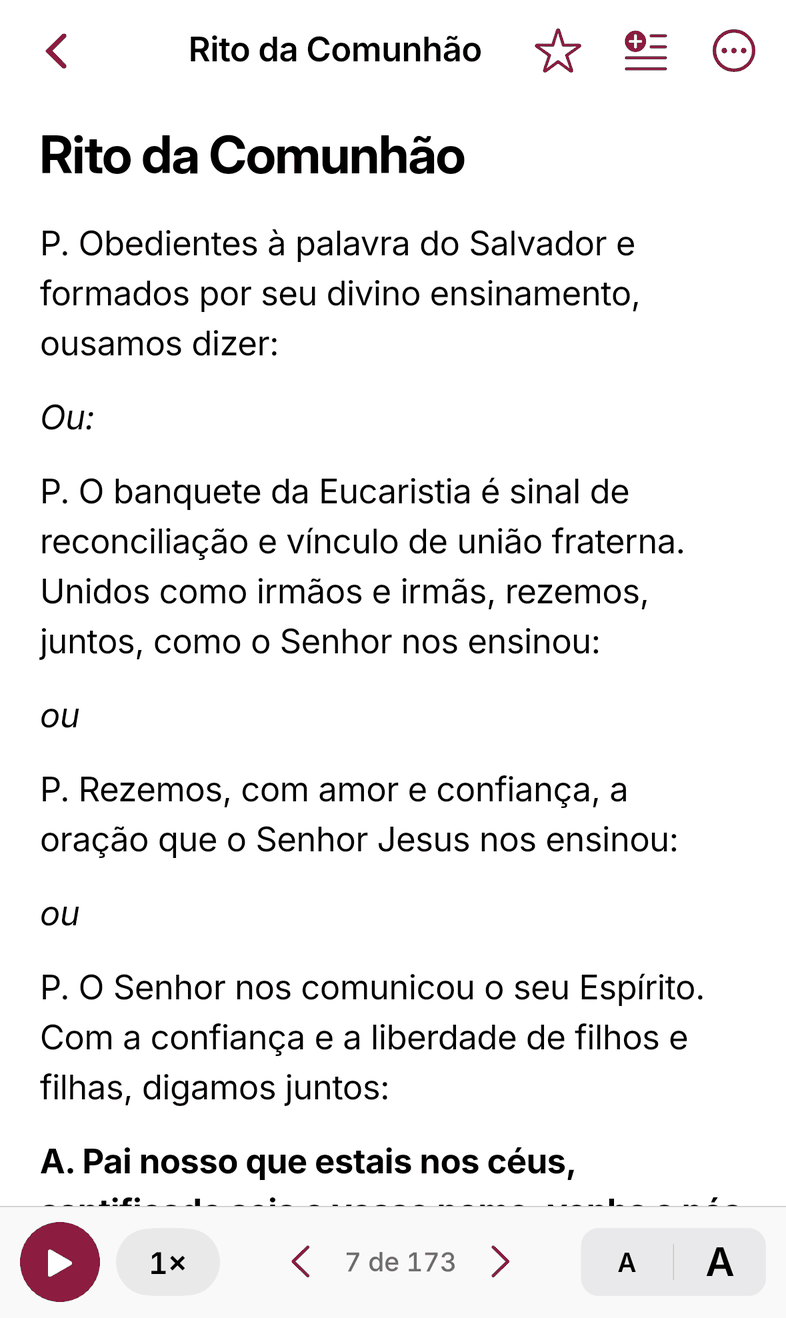 Rito da Comunhão
Rito da Comunhão
P. Obedientes à palavra do Salvador e
formados por seu divino ensinamento,
ousamos dizer:
Ou:
P. O banquete da Eucaristia é sinal de
reconciliação e vínculo de união fraterna.
Unidos como irmãos e irmãs, rezemos,
juntos, como o Senhor nos ensinou:
ou
P. Rezemos, com amor e confiança, a
oração que o Senhor Jesus nos ensinou:
ou
P. O Senhor nos comunicou o seu Espírito.
Com a confiança e a liberdade de filhos e
filhas, digamos juntos:
A. Pai nosso que estais nos céus,
1× 7 de 173 A A